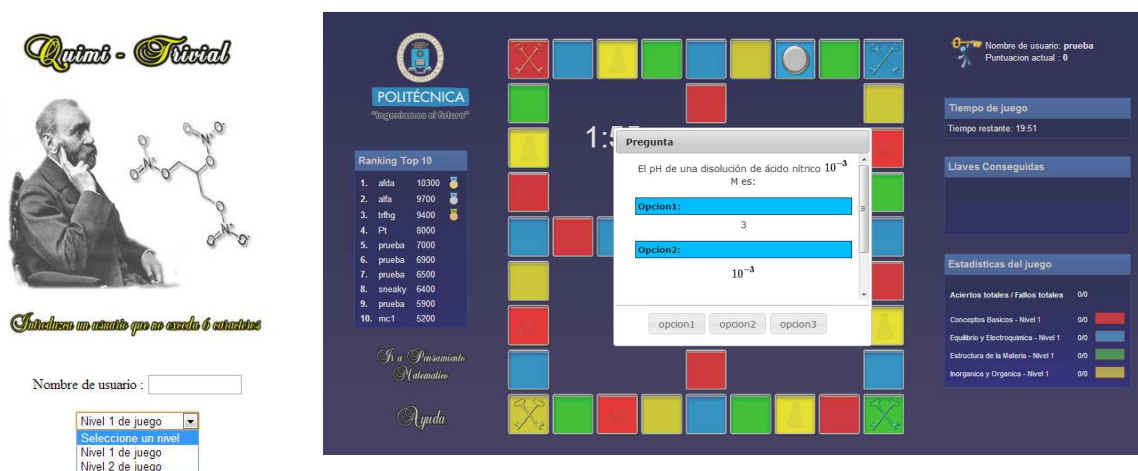 Quimi - Trivial
Introduzca un usuario que no exceda 6 caracteres
Nombre de usuario :
Nivel 1 de juego
Seleccione un nivel
Nivel 1 de juego
Nivel 2 de juego
POLITÉCNICA
"Ingeniamos el futuro"
Ranking Top 10
1. afda 10300
2. alfa 9700
3. trfhg 9400
4. Pt 8000
5. prueba 7000
6. prueba 6900
7. prueba 6500
8. sneaky 6400
9. prueba 5900
10. mc1 5200
Ir a Pensamiento
Matematico
Ayuda
Pregunta
El pH de una disolución de ácido nítrico 10⁻³
M es:
Opcion1:
3
Opcion2:
10⁻³
opcion1 opcion2 opcion3
Nombre de usuario: prueba
Puntuacion actual : 0
Tiempo de juego
Tiempo restante: 19:51
Llaves Conseguidas
Estadisticas del juego
Aciertos totales / Fallos totales 0/0
Conceptos Basicos - Nivel 1 0/0
Equilibrio y Electroquimica - Nivel 1 0/0
Estructura de la Materia - Nivel 1 0/0
Inorganica y Organica - Nivel 1 0/0